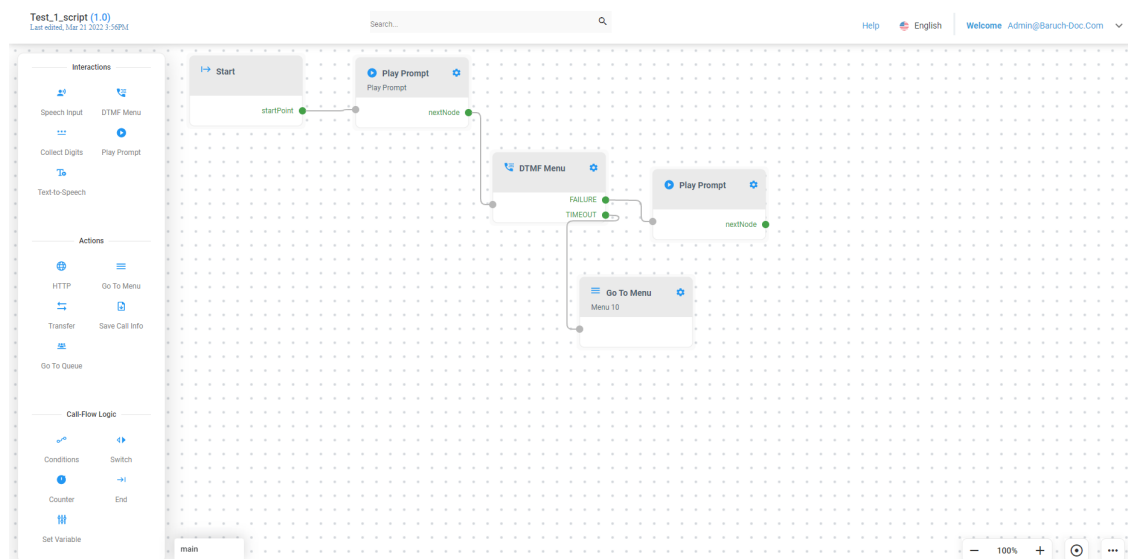 Test_1_script (1.0)
Last edited, Mar 21 2022 3:56PM
Search...
Help
English
Welcome Admin@Baruch-Doc.Com
Interactions
Speech Input
DTMF Menu
Collect Digits
Play Prompt
Text-to-Speech
Actions
HTTP
Go To Menu
Transfer
Save Call Info
Go To Queue
Call-Flow Logic
Conditions
Switch
Counter
End
Set Variable
Start
startPoint
Play Prompt
Play Prompt
nextNode
DTMF Menu
FAILURE
TIMEOUT
Play Prompt
nextNode
Go To Menu
Menu 10
main
100%